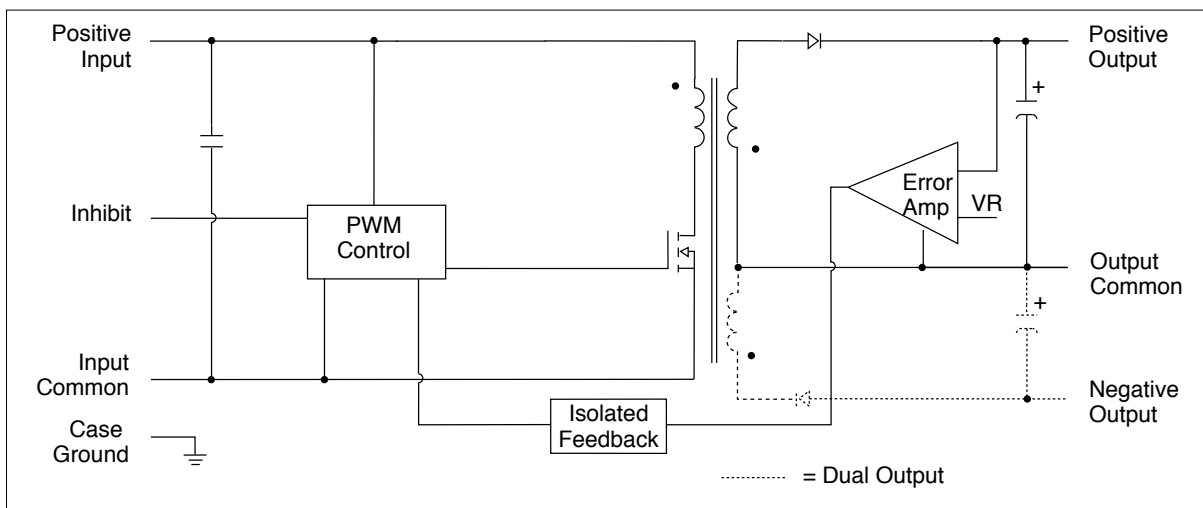 Positive
Input
Inhibit
Input
Common
Case
Ground
PWM
Control
Isolated
Feedback
Error
Amp
VR
+
Positive
Output
Output
Common
+
Negative
Output
= Dual Output